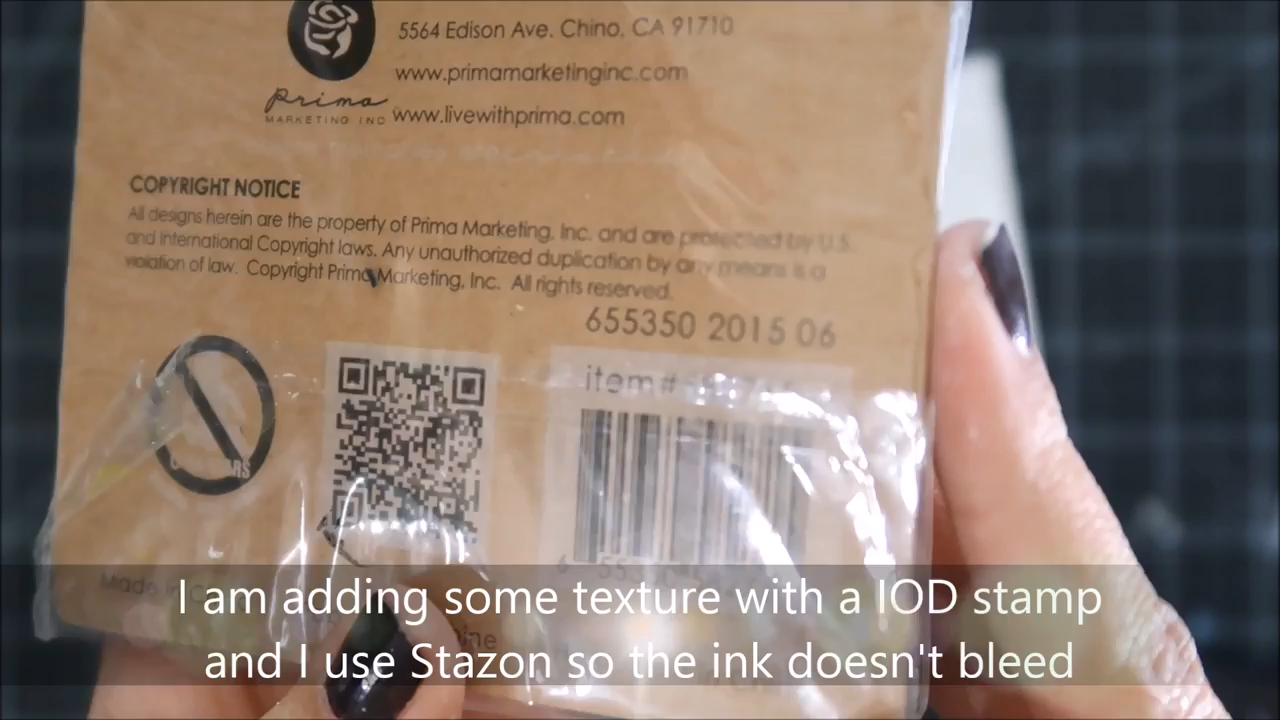 5564 Edison Ave. Chino, CA 91710
www.primamarketinginc.com
prima
MARKETING INC
www.livewithprima.com
COPYRIGHT NOTICE
All designs herein are the property of Prima Marketing, Inc. and are protected by U.S.
and International Copyright laws. Any unauthorized duplication by any means is a
violation of law. Copyright Prima Marketing, Inc. All rights reserved.
655350 2015 06
item#
Made in
I am adding some texture with a IOD stamp
and I use Stazon so the ink doesn't bleed